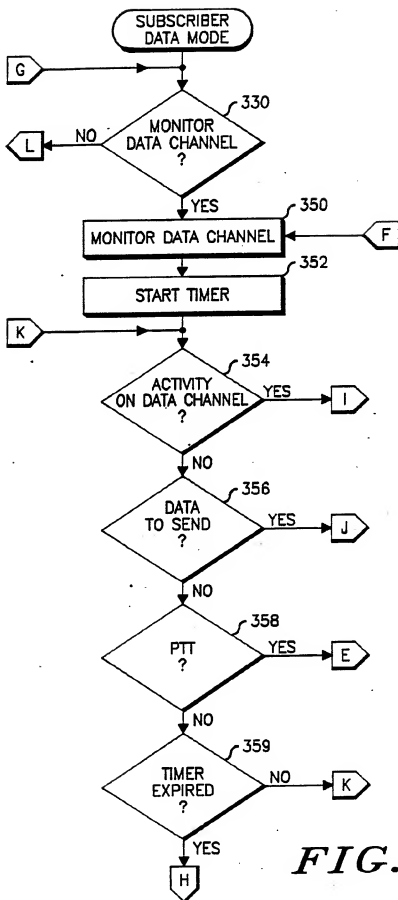 SUBSCRIBER
DATA MODE
G
330
NO
MONITOR
DATA CHANNEL
?
L
YES
350
MONITOR DATA CHANNEL
F
352
START TIMER
K
354
ACTIVITY
ON DATA CHANNEL
?
YES
I
NO
356
DATA
TO SEND
?
YES
J
NO
358
PTT
?
YES
E
NO
359
TIMER
EXPIRED
?
NO
K
YES
H
FIG.